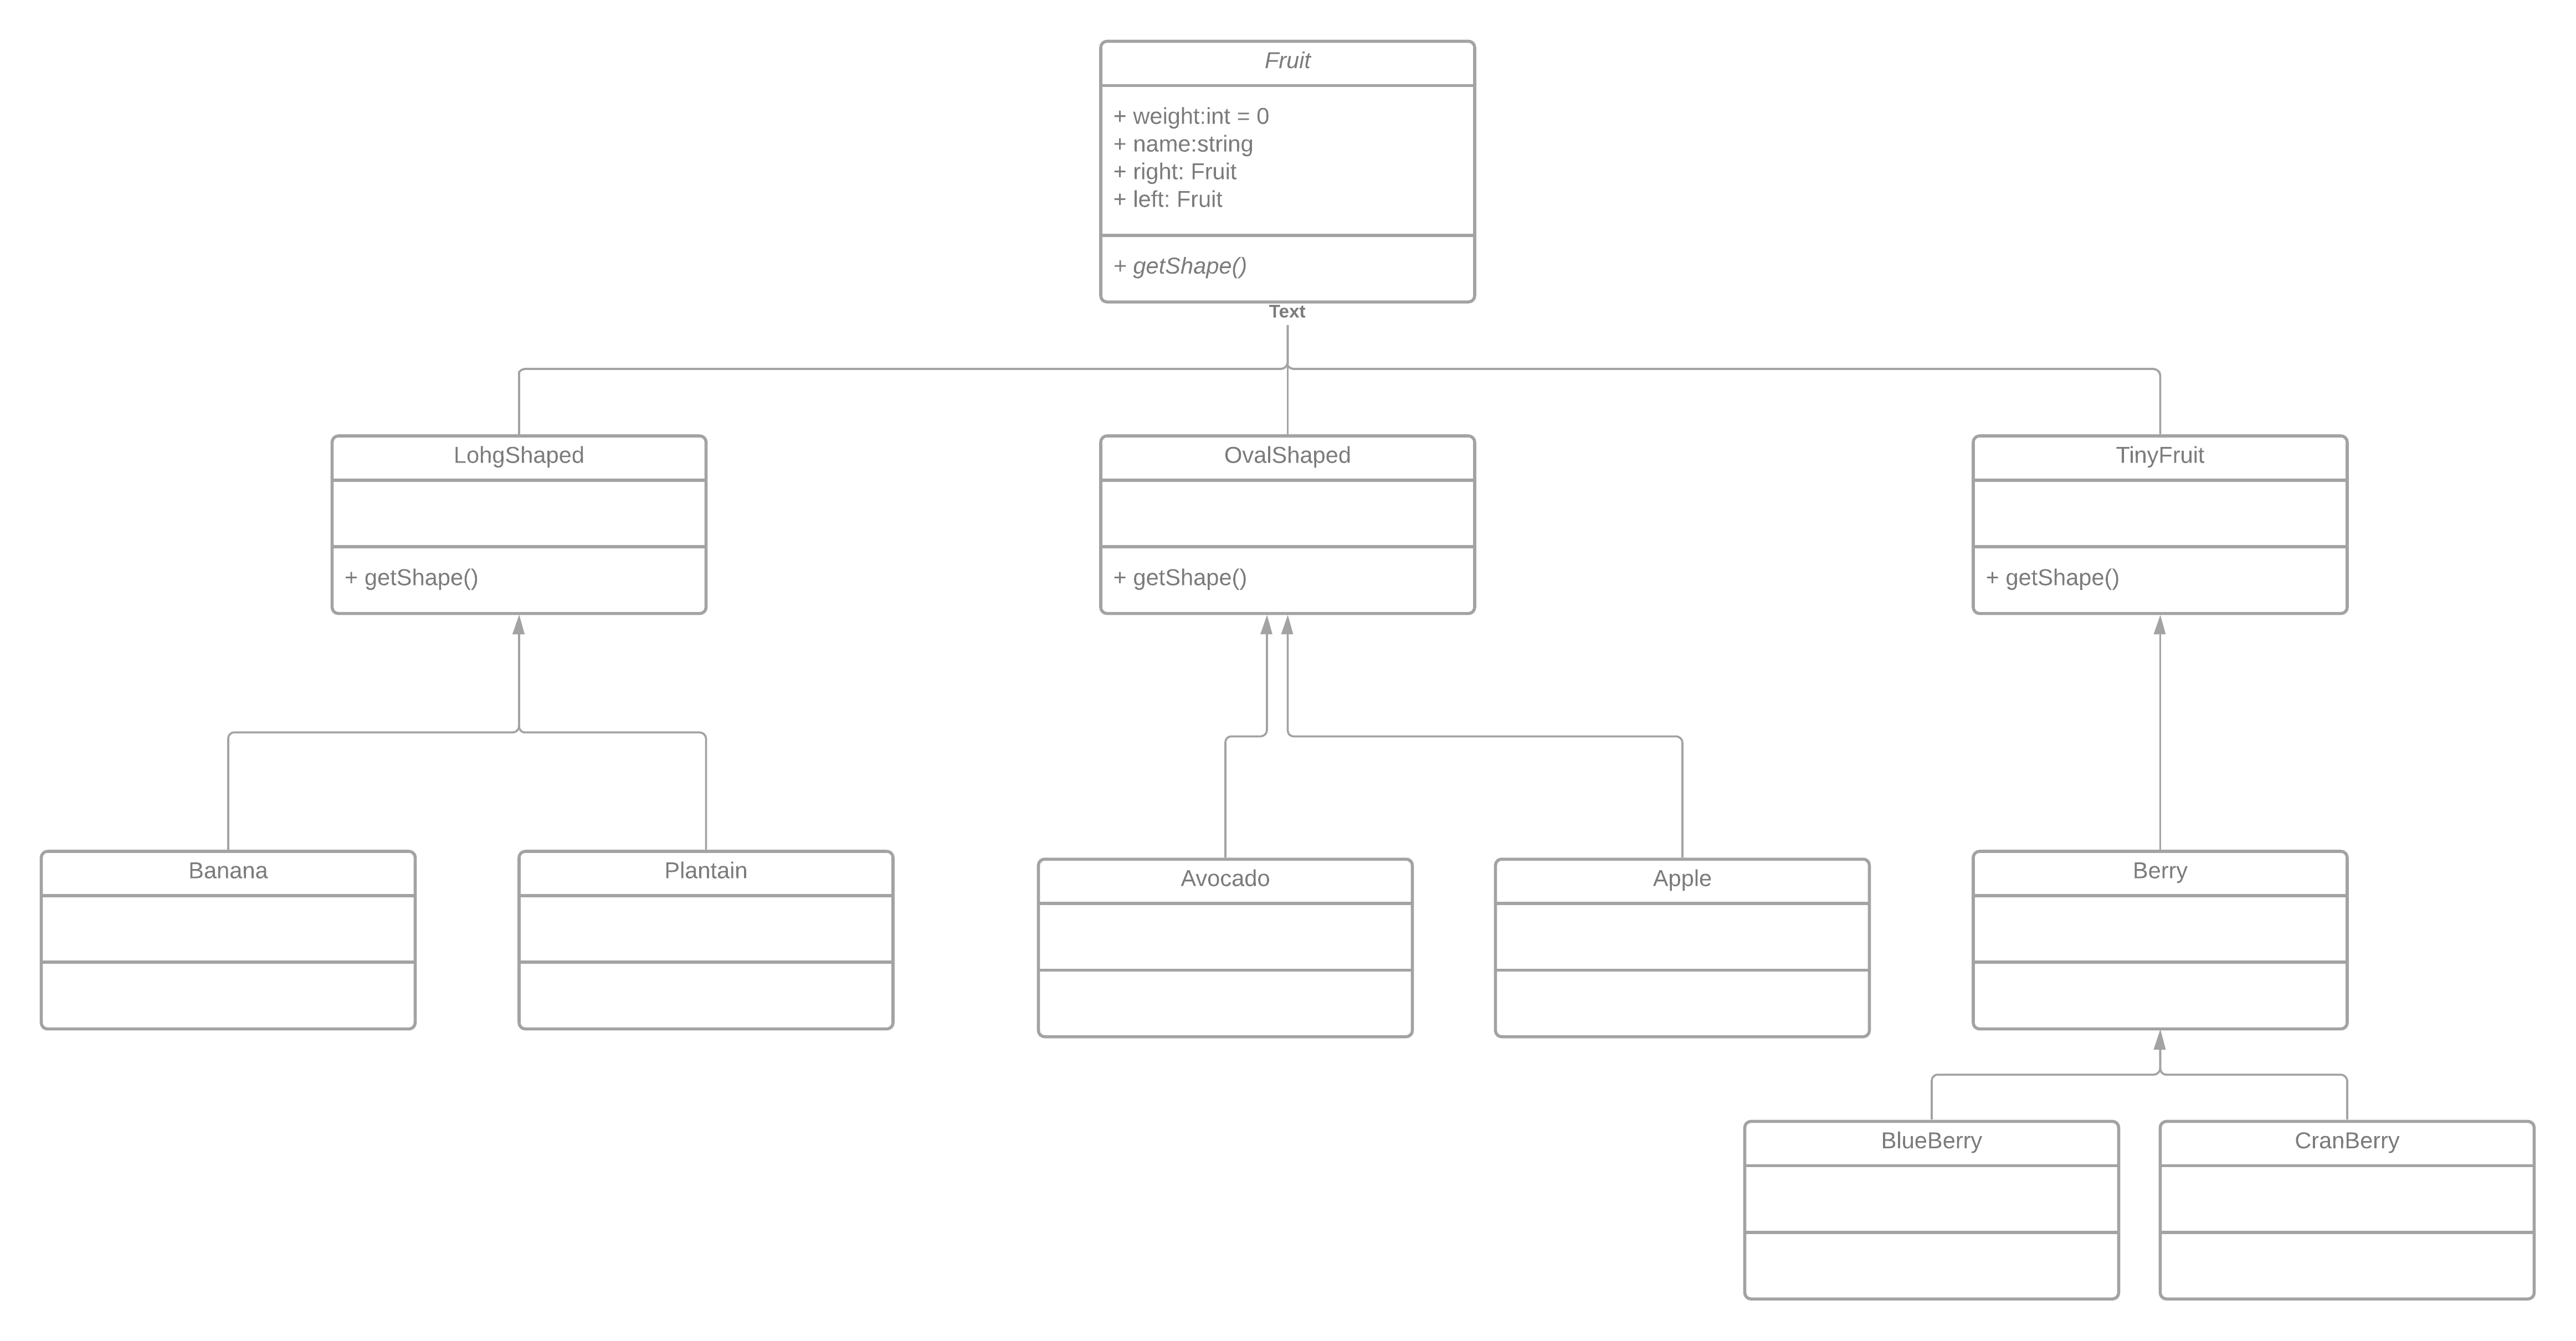 Fruit
+ weight:int = 0
+ name:string
+ right: Fruit
+ left: Fruit
+ getShape()
Text
LohgShaped
+ getShape()
OvalShaped
+ getShape()
TinyFruit
+ getShape()
Banana
Plantain
Avocado
Apple
Berry
BlueBerry
CranBerry